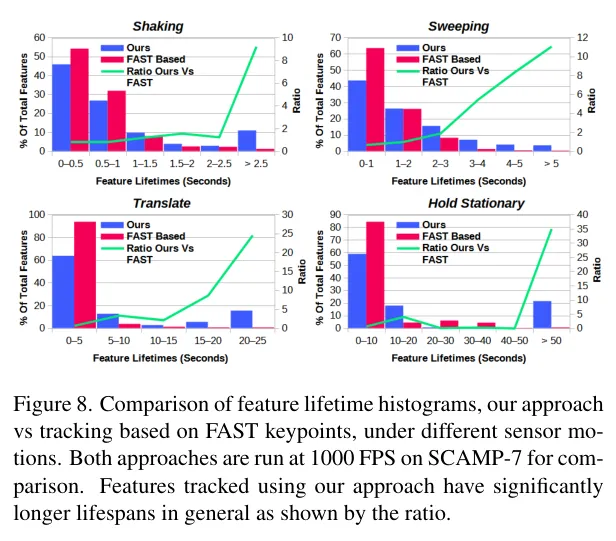 Shaking
60
50
40
30
20
10
0
% Of Total Features
Ours
FAST Based
Ratio Ours Vs
FAST
10
8
6
4
2
0
Ratio
0–0.5 0.5–1 1–1.5 1.5–2 2–2.5 > 2.5
Feature Lifetimes (Seconds)
Sweeping
70
60
50
40
30
20
10
0
% Of Total Features
Ours
FAST Based
Ratio Ours Vs
FAST
12
10
8
6
4
2
0
Ratio
0-1 1–2 2–3 3–4 4–5 > 5
Feature Lifetimes (Seconds)
Translate
100
80
60
40
20
0
% Of Total Features
Ours
FAST Based
Ratio Ours Vs
FAST
30
25
20
15
10
5
0
Ratio
0–5 5–10 10–15 15–20 20–25
Feature Lifetimes (Seconds)
Hold Stationary
90
80
70
60
50
40
30
20
10
0
% Of Total Features
Ours
FAST Based
Ratio Ours Vs
FAST
40
35
30
25
20
15
10
5
0
Ratio
0–10 10–20 20–30 30–40 40–50 > 50
Feature Lifetimes (Seconds)
Figure 8. Comparison of feature lifetime histograms, our approach
vs tracking based on FAST keypoints, under different sensor mo-
tions. Both approaches are run at 1000 FPS on SCAMP-7 for com-
parison. Features tracked using our approach have significantly
longer lifespans in general as shown by the ratio.